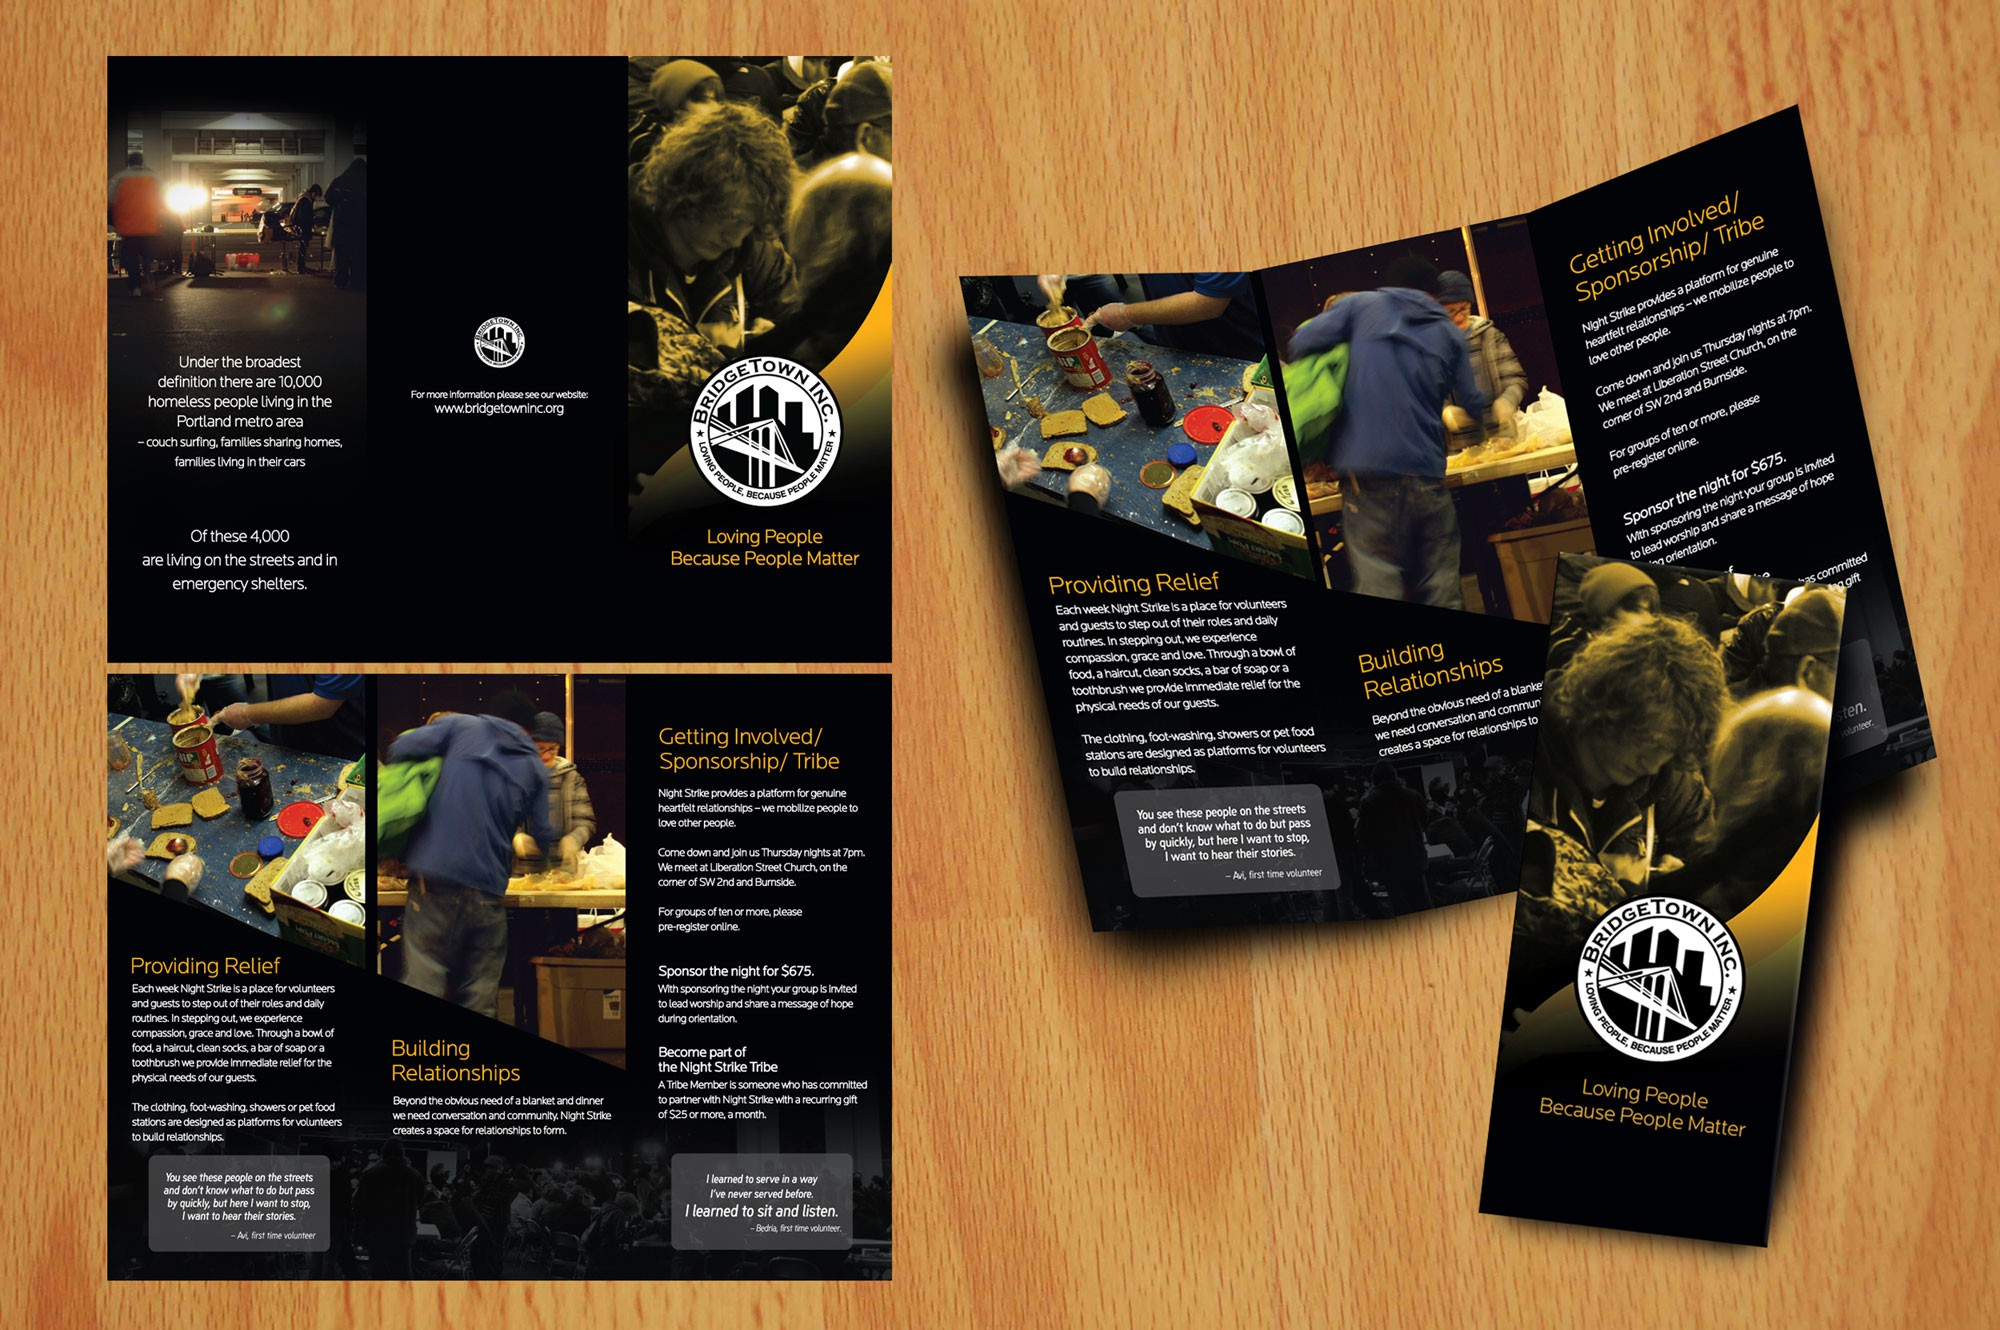 Under the broadest
definition there are 10,000
homeless people living in the
Portland metro area
– couch surfing, families sharing homes,
families living in their cars
Of these 4,000
are living on the streets and in
emergency shelters.
BRIDGETOWN INC.
For more information please see our website:
www.bridgetowninc.org
BRIDGETOWN INC.
★ LOVING PEOPLE, BECAUSE PEOPLE MATTER ★
Loving People
Because People Matter
Providing Relief
Each week Night Strike is a place for volunteers
and guests to step out of their roles and daily
routines. In stepping out, we experience
compassion, grace and love. Through a bowl of
food, a haircut, clean socks, a bar of soap or a
toothbrush we provide immediate relief for the
physical needs of our guests.
The clothing, foot-washing, showers or pet food
stations are designed as platforms for volunteers
to build relationships.
You see these people on the streets
and don't know what to do but pass
by quickly, but here I want to stop,
I want to hear their stories.
– Avi, first time volunteer
Building
Relationships
Beyond the obvious need of a blanket and dinner
we need conversation and community. Night Strike
creates a space for relationships to form.
Getting Involved/
Sponsorship/ Tribe
Night Strike provides a platform for genuine
heartfelt relationships – we mobilize people to
love other people.
Come down and join us Thursday nights at 7pm.
We meet at Liberation Street Church, on the
corner of SW 2nd and Burnside.
For groups of ten or more, please
pre-register online.
Sponsor the night for $675.
With sponsoring the night your group is invited
to lead worship and share a message of hope
during orientation.
Become part of
the Night Strike Tribe
A Tribe Member is someone who has committed
to partner with Night Strike with a recurring gift
of $25 or more, a month.
I learned to serve in a way
I've never served before.
I learned to sit and listen.
– Bedria, first time volunteer.
Providing Relief
Each week Night Strike is a place for volunteers
and guests to step out of their roles and daily
routines. In stepping out, we experience
compassion, grace and love. Through a bowl of
food, a haircut, clean socks, a bar of soap or a
toothbrush we provide immediate relief for the
physical needs of our guests.
The clothing, foot-washing, showers or pet food
stations are designed as platforms for volunteers
to build relationships.
You see these people on the streets
and don't know what to do but pass
by quickly, but here I want to stop,
I want to hear their stories.
– Avi, first time volunteer
Building
Relationships
Beyond the obvious need of a blanket
we need conversation and
creates a space for relationships to
Getting Involved/
Sponsorship/ Tribe
Night Strike provides a platform for genuine
heartfelt relationships – we mobilize people to
love other people.
Come down and join us Thursday nights at 7pm.
We meet at Liberation Street Church, on the
corner of SW 2nd and Burnside.
For groups of ten or more, please
pre-register online.
Sponsor the night for $675.
With sponsoring the night your group is invited
to lead worship and share a message of hope
orientation.
has committed
gift
volunteer.
BRIDGETOWN INC.
★ LOVING PEOPLE, BECAUSE PEOPLE MATTER ★
Loving People
Because People Matter